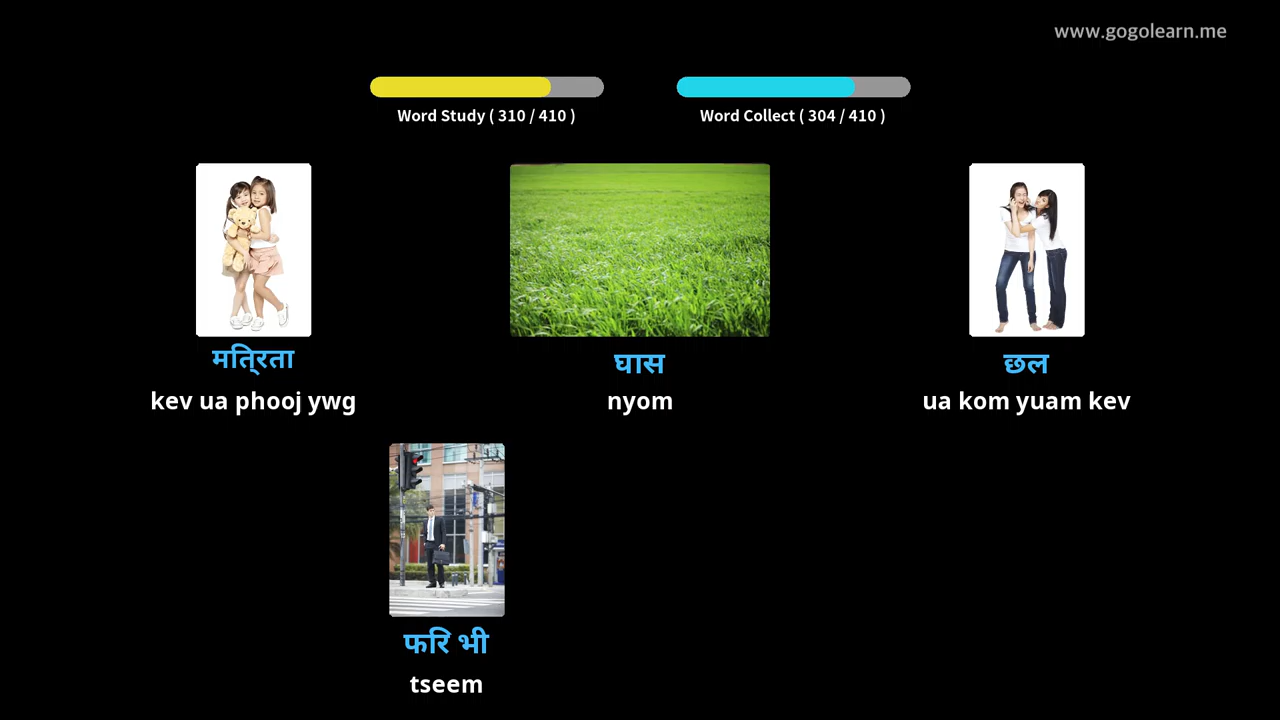 www.gogolearn.me
Word Study ( 310 / 410 )
Word Collect ( 304 / 410 )
मति्रता
kev ua phooj ywg
घास
nyom
छल
ua kom yuam kev
फरि भी
tseem